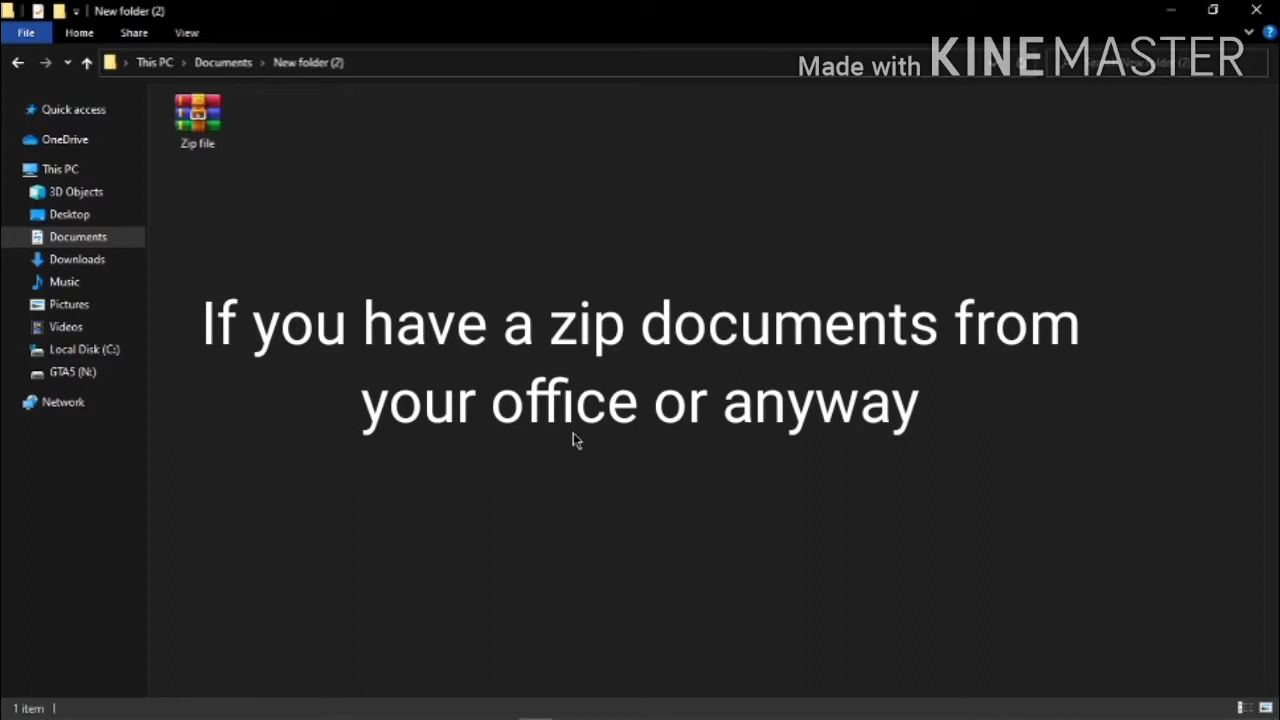 New folder (2)
File Home Share View
This PC Documents New folder (2)
Made with KINEMASTER
Quick access
Zip file
OneDrive
This PC
3D Objects
Desktop
Documents
Downloads
Music
Pictures
Videos
Local Disk (C:)
GTA5 (N:)
Network
If you have a zip documents from
your office or anyway
1 item